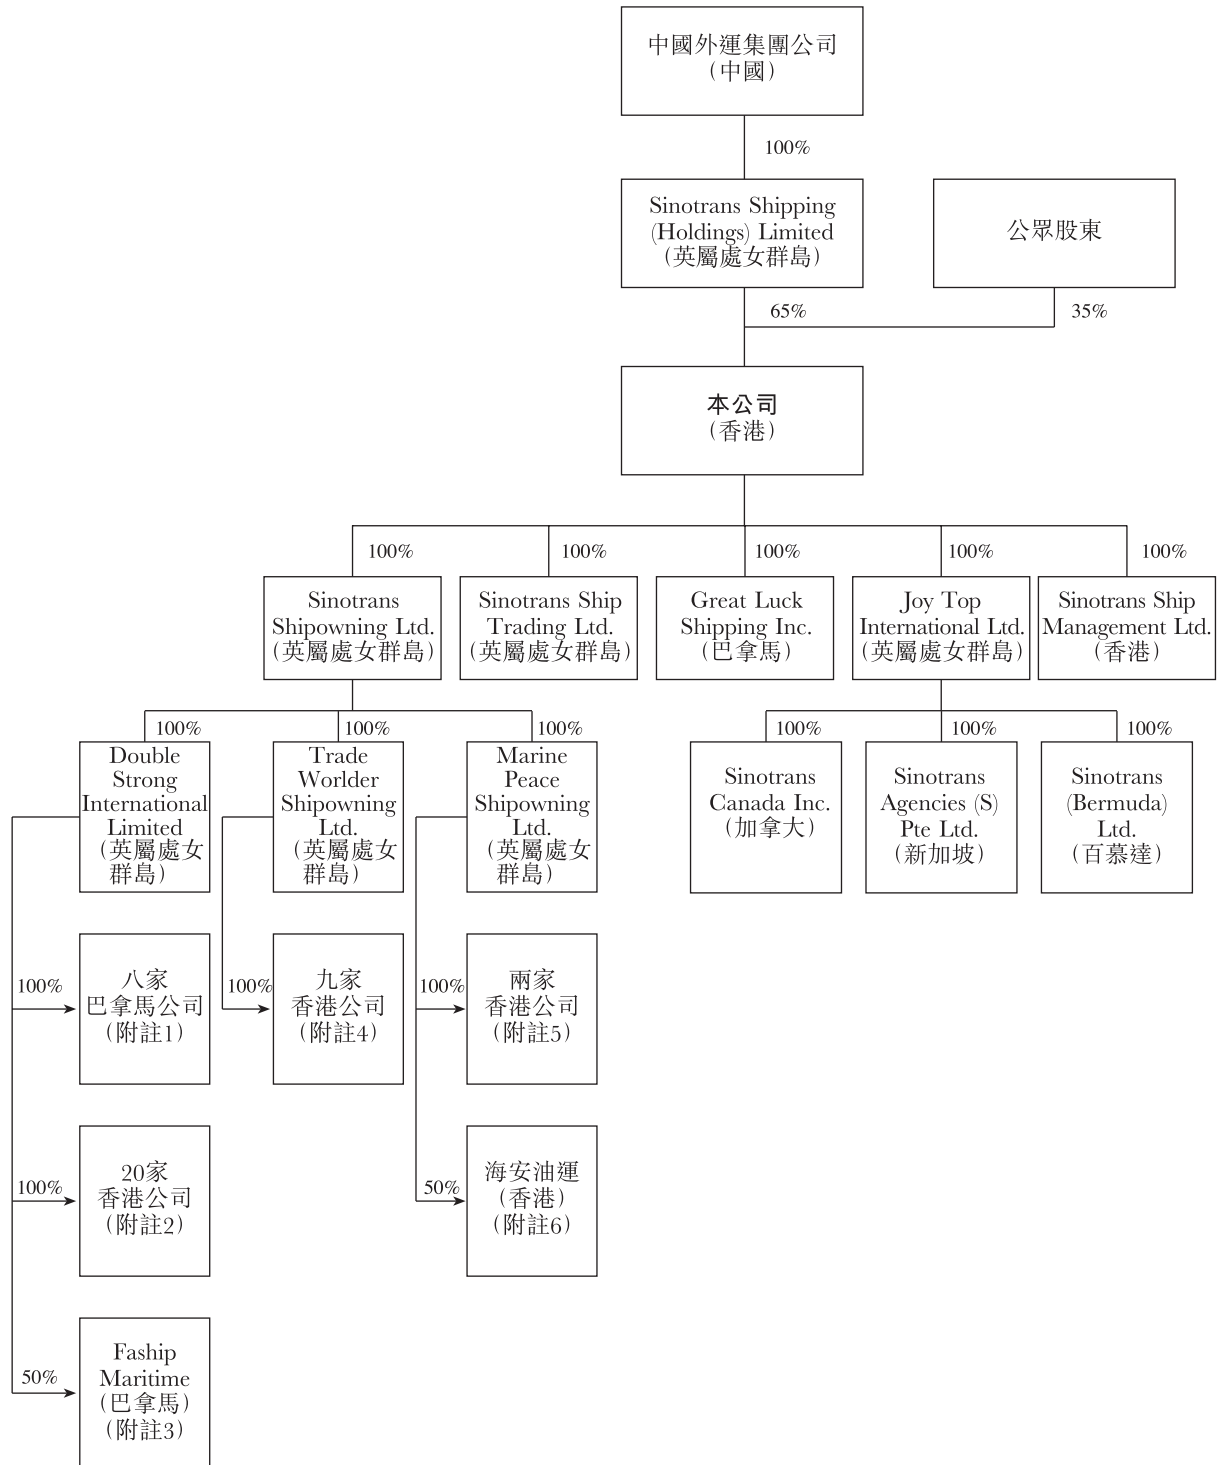 中國外運集團公司
(中國)
100%
Sinotrans Shipping
(Holdings) Limited
(英屬處女群島)
公眾股東
65%
35%
本公司
(香港)
100%
100%
100%
100%
100%
Sinotrans
Shipowning Ltd.
(英屬處女群島)
Sinotrans Ship
Trading Ltd.
(英屬處女群島)
Great Luck
Shipping Inc.
(巴拿馬)
Joy Top
International Ltd.
(英屬處女群島)
Sinotrans Ship
Management Ltd.
(香港)
100%
100%
100%
100%
100%
100%
Double
Strong
International
Limited
(英屬處女
群島)
Trade
Worlder
Shipowning
Ltd.
(英屬處女
群島)
Marine
Peace
Shipowning
Ltd.
(英屬處女
群島)
Sinotrans
Canada Inc.
(加拿大)
Sinotrans
Agencies (S)
Pte Ltd.
(新加坡)
Sinotrans
(Bermuda)
Ltd.
(百慕達)
100%
八家
巴拿馬公司
(附註1)
100%
九家
香港公司
(附註4)
100%
兩家
香港公司
(附註5)
100%
20家
香港公司
(附註2)
50%
海安油運
(香港)
(附註6)
50%
Faship
Maritime
(巴拿馬)
(附註3)